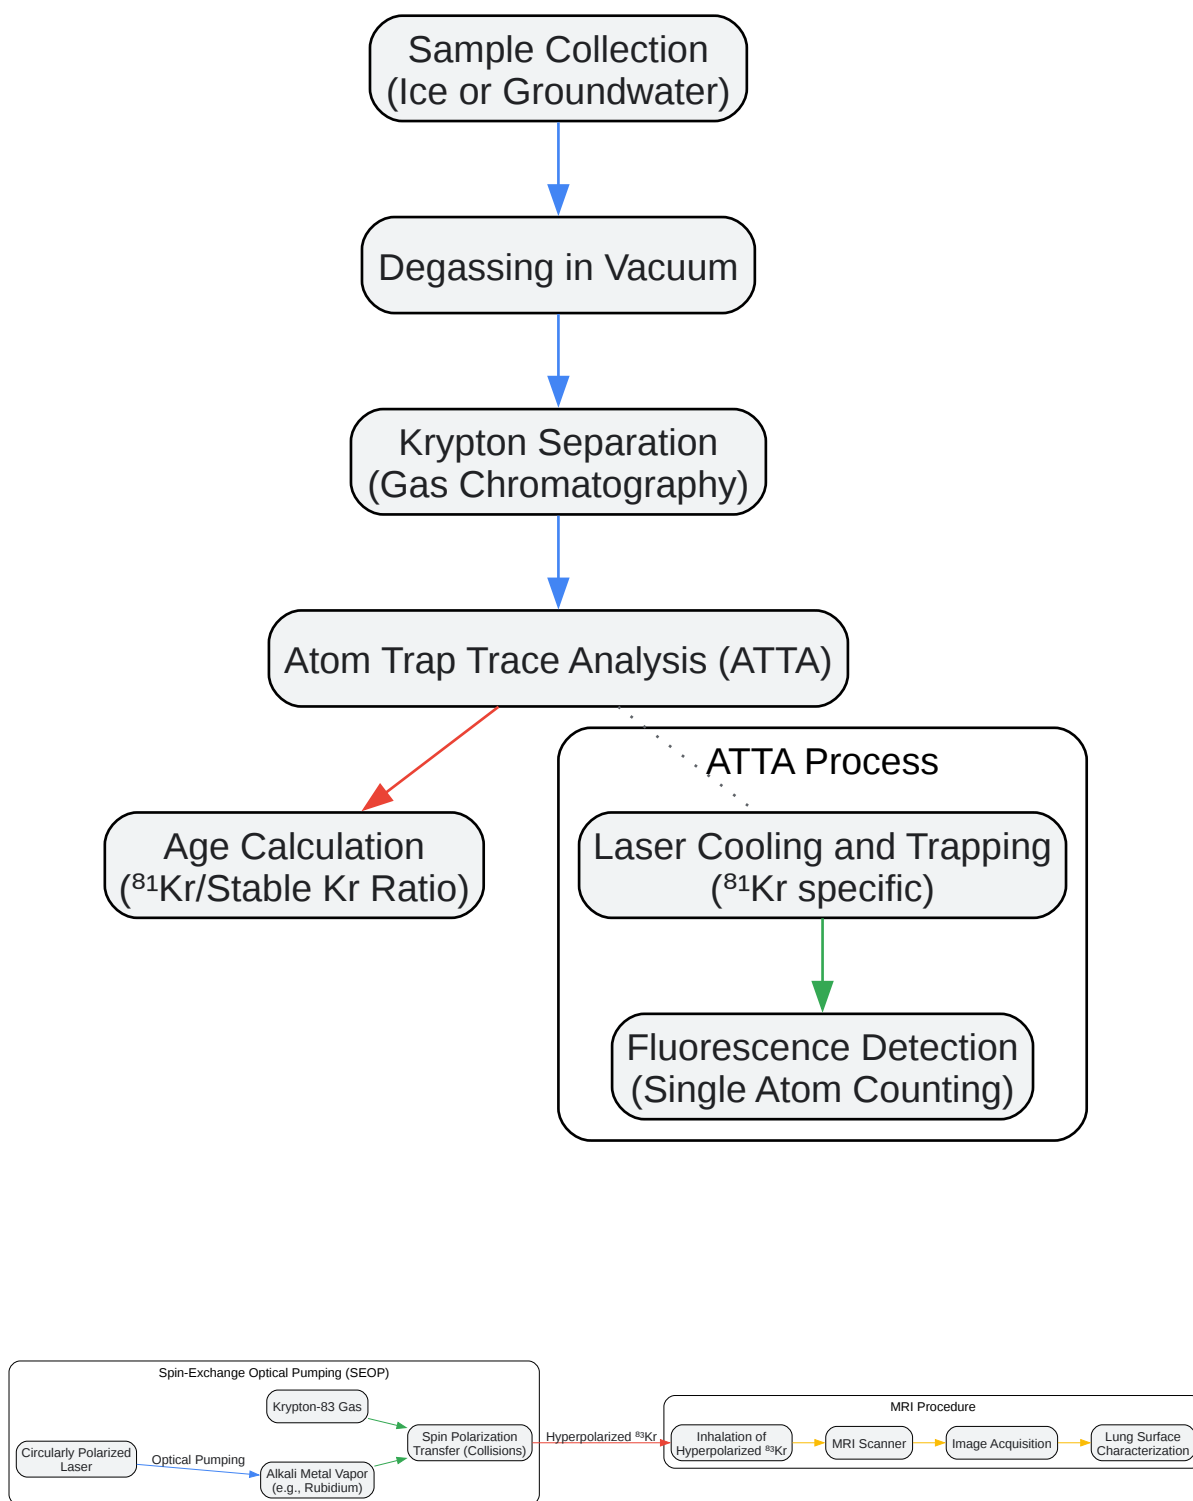 Sample Collection
(Ice or Groundwater)
Degassing in Vacuum
Krypton Separation
(Gas Chromatography)
Atom Trap Trace Analysis (ATTA)
ATTA Process
Age Calculation
(⁸¹Kr/Stable Kr Ratio)
Laser Cooling and Trapping
(⁸¹Kr specific)
Fluorescence Detection
(Single Atom Counting)
Spin-Exchange Optical Pumping (SEOP)
Krypton-83 Gas
Circularly Polarized
Laser
Optical Pumping
Alkali Metal Vapor
(e.g., Rubidium)
Spin Polarization
Transfer (Collisions)
Hyperpolarized ⁸³Kr
MRI Procedure
Inhalation of
Hyperpolarized ⁸³Kr
MRI Scanner
Image Acquisition
Lung Surface
Characterization